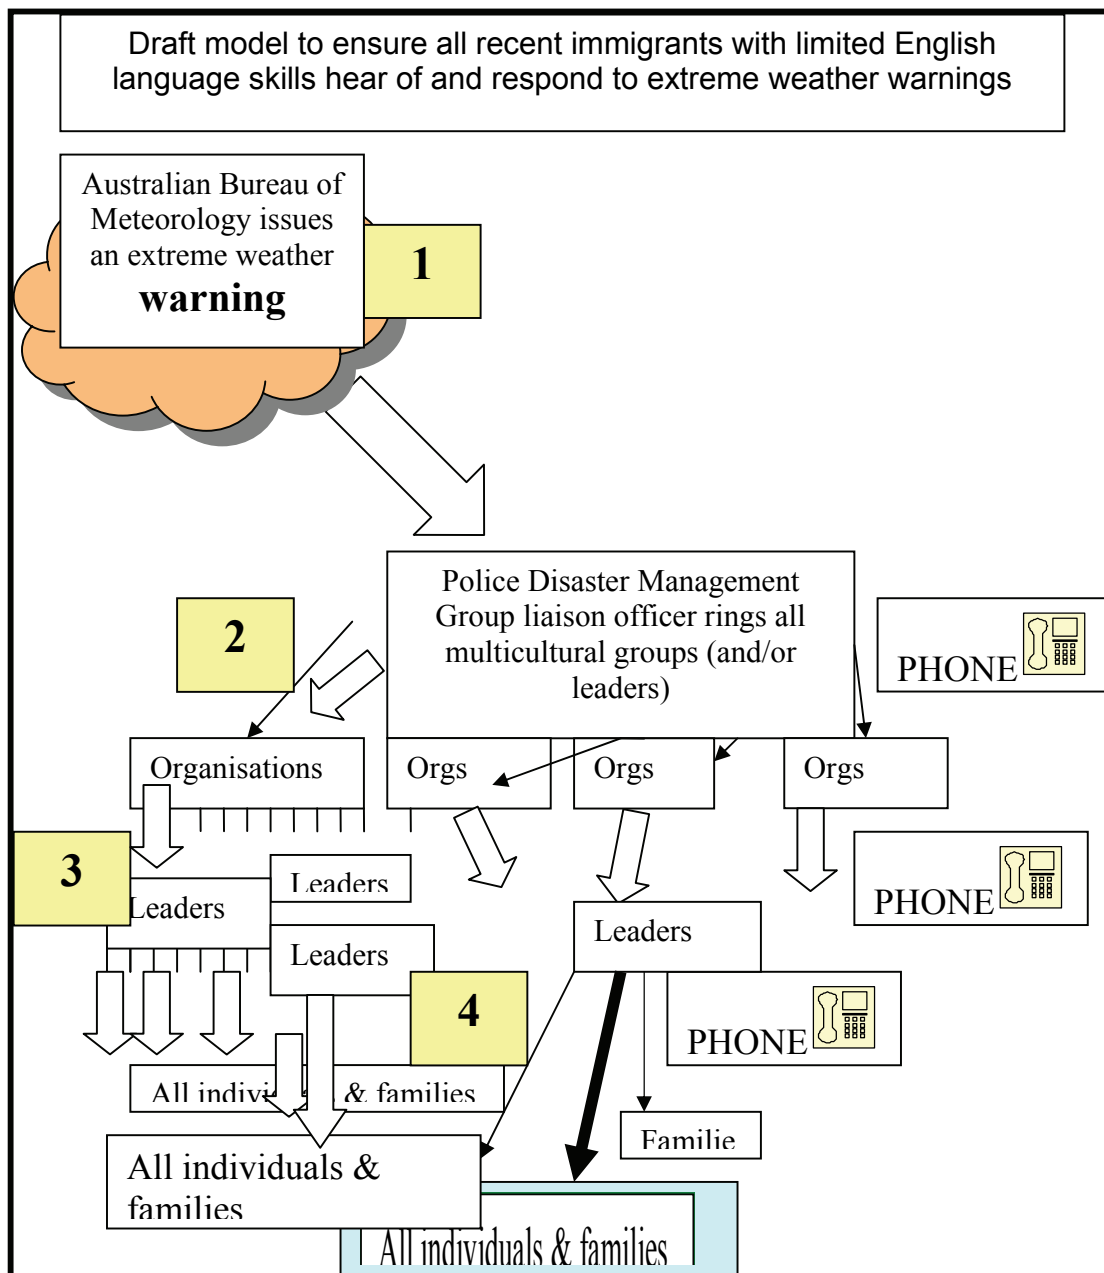 Draft model to ensure all recent immigrants with limited English
language skills hear of and respond to extreme weather warnings
Australian Bureau of
Meteorology issues
an extreme weather
warning
1
Police Disaster Management
Group liaison officer rings all
multicultural groups (and/or
leaders)
2
PHONE
Organisations
Orgs
Orgs
Orgs
3
Leaders
Leaders
Leaders
Leaders
PHONE
4
PHONE
All individuals & families
Familie
All individuals &
families
All individuals & families